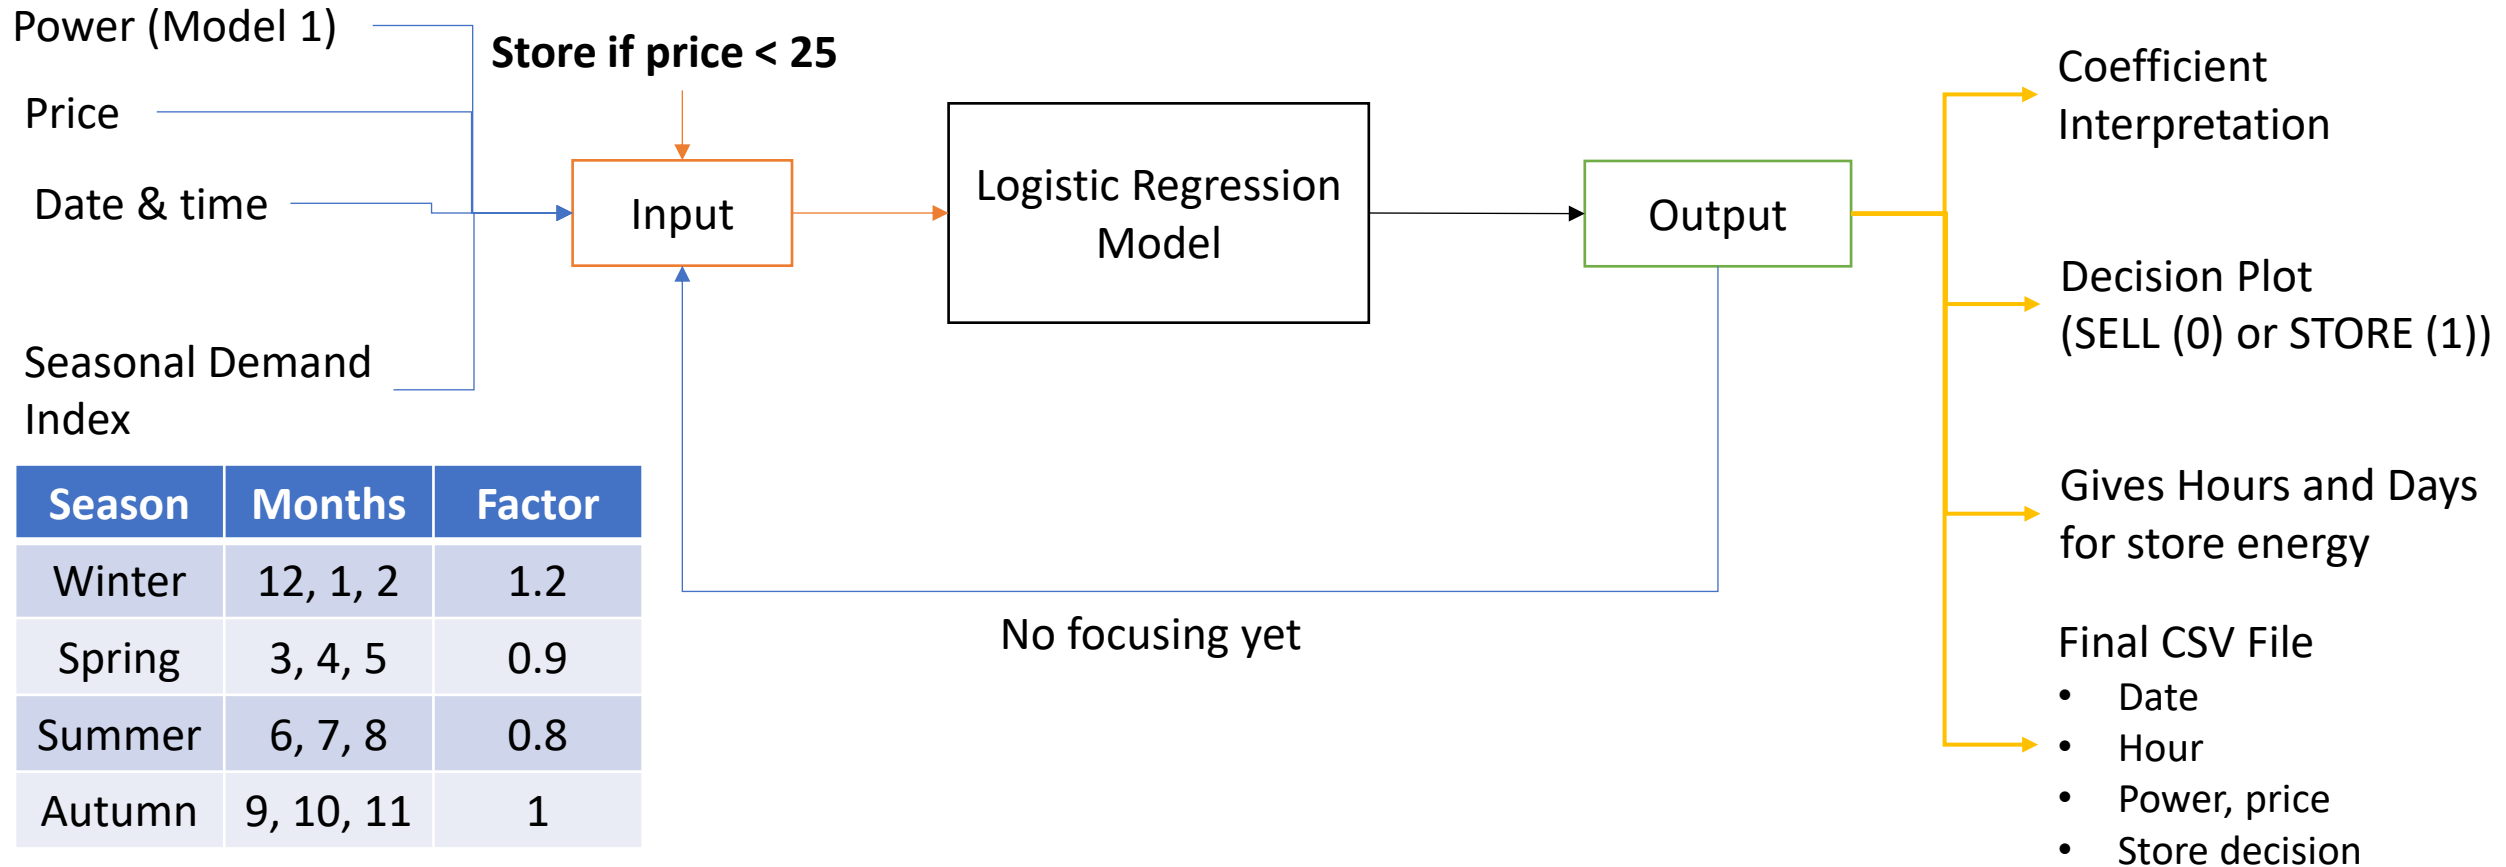 Power (Model 1)
Store if price < 25
Price
Date & time
Seasonal Demand
Index
Input
Logistic Regression
Model
Output
No focusing yet
Season Months Factor
Winter 12, 1, 2 1.2
Spring 3, 4, 5 0.9
Summer 6, 7, 8 0.8
Autumn 9, 10, 11 1
Coefficient
Interpretation
Decision Plot
(SELL (0) or STORE (1))
Gives Hours and Days
for store energy
Final CSV File
• Date
• Hour
• Power, price
• Store decision